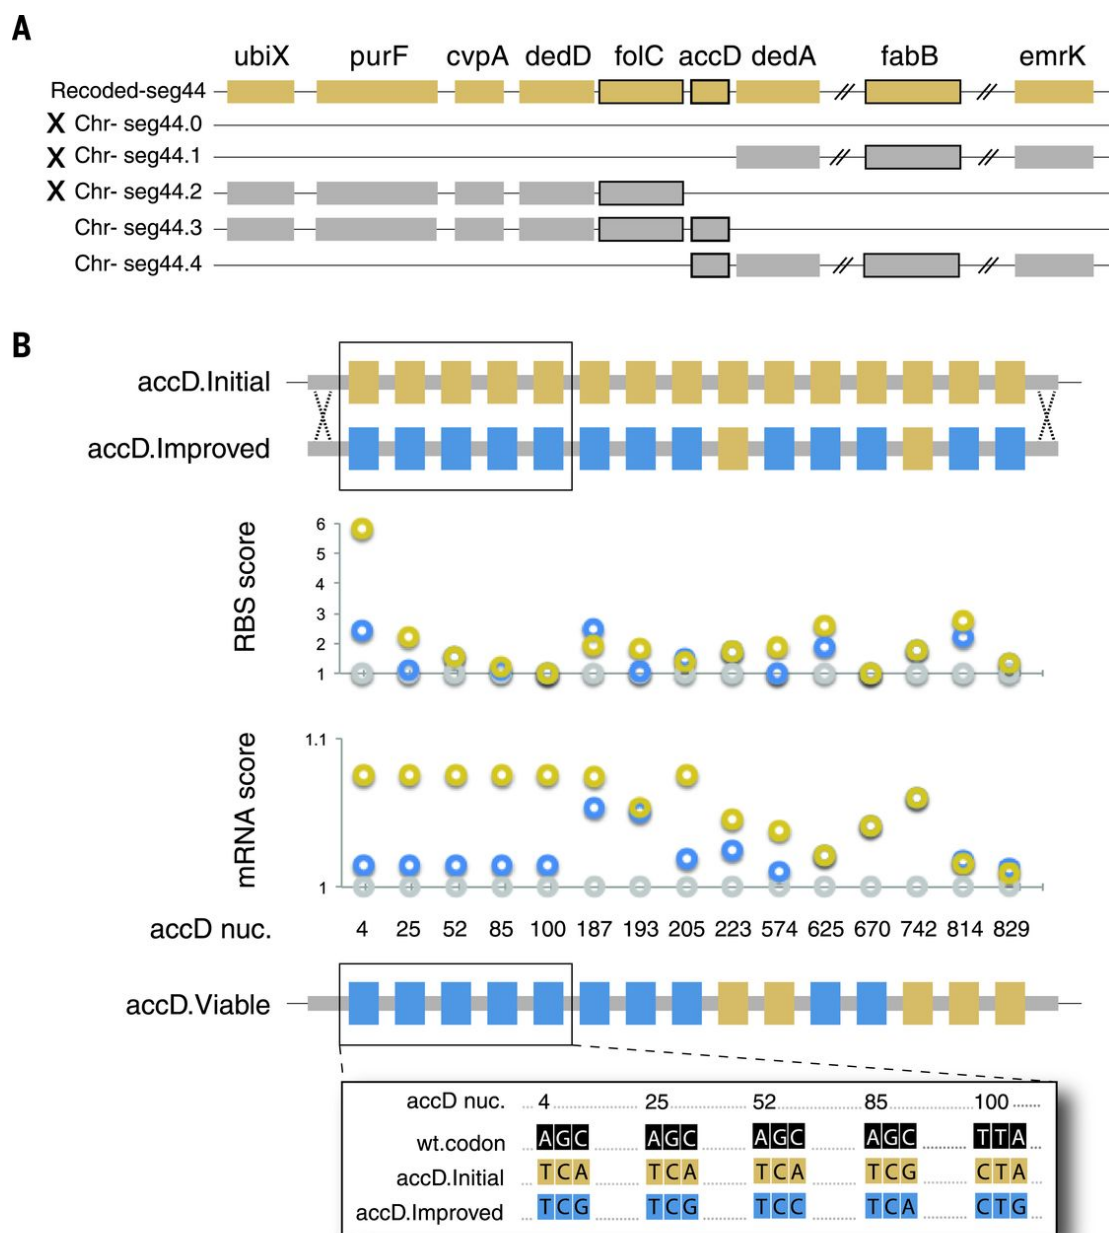 A
ubiX purF cvpA dedD folC accD dedA fabB emrK
Recoded-seg44
X Chr- seg44.0
X Chr- seg44.1
X Chr- seg44.2
Chr- seg44.3
Chr- seg44.4
B
accD.Initial
accD.Improved
RBS score
6
5
4
3
2
1
mRNA score
1.1
1
accD nuc. 4 25 52 85 100 187 193 205 223 574 625 670 742 814 829
accD.Viable
accD nuc. 4 25 52 85 100
wt.codon AGC AGC AGC AGC TTA
accD.Initial TCA TCA TCA TCG CTA
accD.Improved TCG TCG TCC TCA CTG